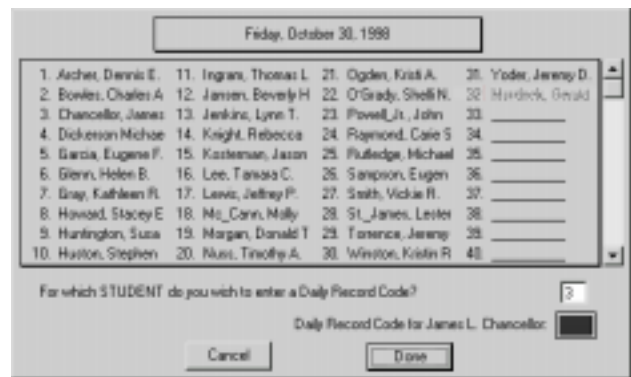 Friday, October 30, 1998
1. Archer, Dennis E. 11. Ingram, Thomas L 21. Ogden, Kristi A. 31. Yoder, Jeremy D.
2. Bowles, Charles A 12. Jansen, Beverly H 22. O'Grady, Shelli N. 32. Murdock, Gerald
3. Chancellor, James 13. Jenkins, Lynn T. 23. Powell_Jr., John 33.
4. Dickerson Michae 14. Knight, Rebecca 24. Raymond, Carie S 34.
5. Garcia, Eugene F. 15. Kosterman, Jason 25. Rutledge, Michael 35.
6. Glenn, Helen B. 16. Lee, Tamara C. 26. Sampson, Eugen 36.
7. Gray, Kathleen R. 17. Lewis, Jeffrey P. 27. Smith, Vickie R. 37.
8. Howard, Stacey E 18. Mc_Cann, Molly 28. St_James, Lester 38.
9. Huntington, Susa 19. Morgan, Donald T 29. Torrence, Jeremy 39.
10. Huston, Stephen 20. Nuss, Timothy A. 30. Winston, Kristin R 40.
For which STUDENT do you wish to enter a Daily Record Code? 3
Daily Record Code for James L. Chancellor:
Cancel Done